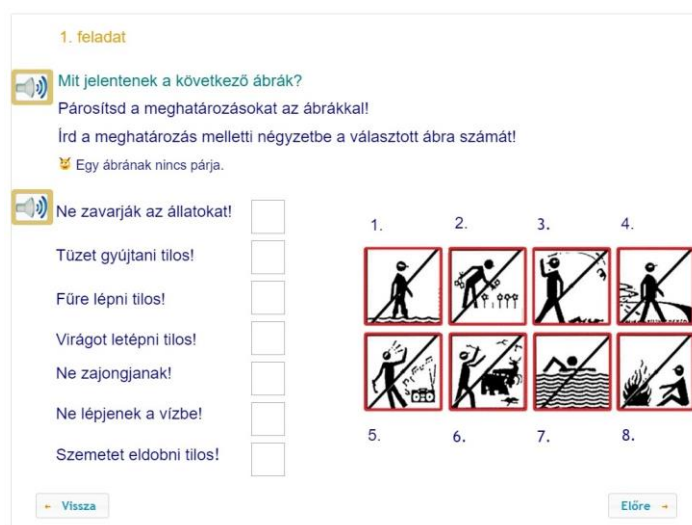 1. feladat
Mit jelentenek a következő ábrák?
Párosítsd a meghatározásokat az ábrákkal!
Írd a meghatározás melletti négyzetbe a választott ábra számát!
Egy ábrának nincs párja.
Ne zavarják az állatokat!
Tüzet gyújtani tilos!
Fűre lépni tilos!
Virágot letépni tilos!
Ne zajongjanak!
Ne lépjenek a vízbe!
Szemetet eldobni tilos!
1. 2. 3. 4.
5. 6. 7. 8.
← Vissza
Előre →